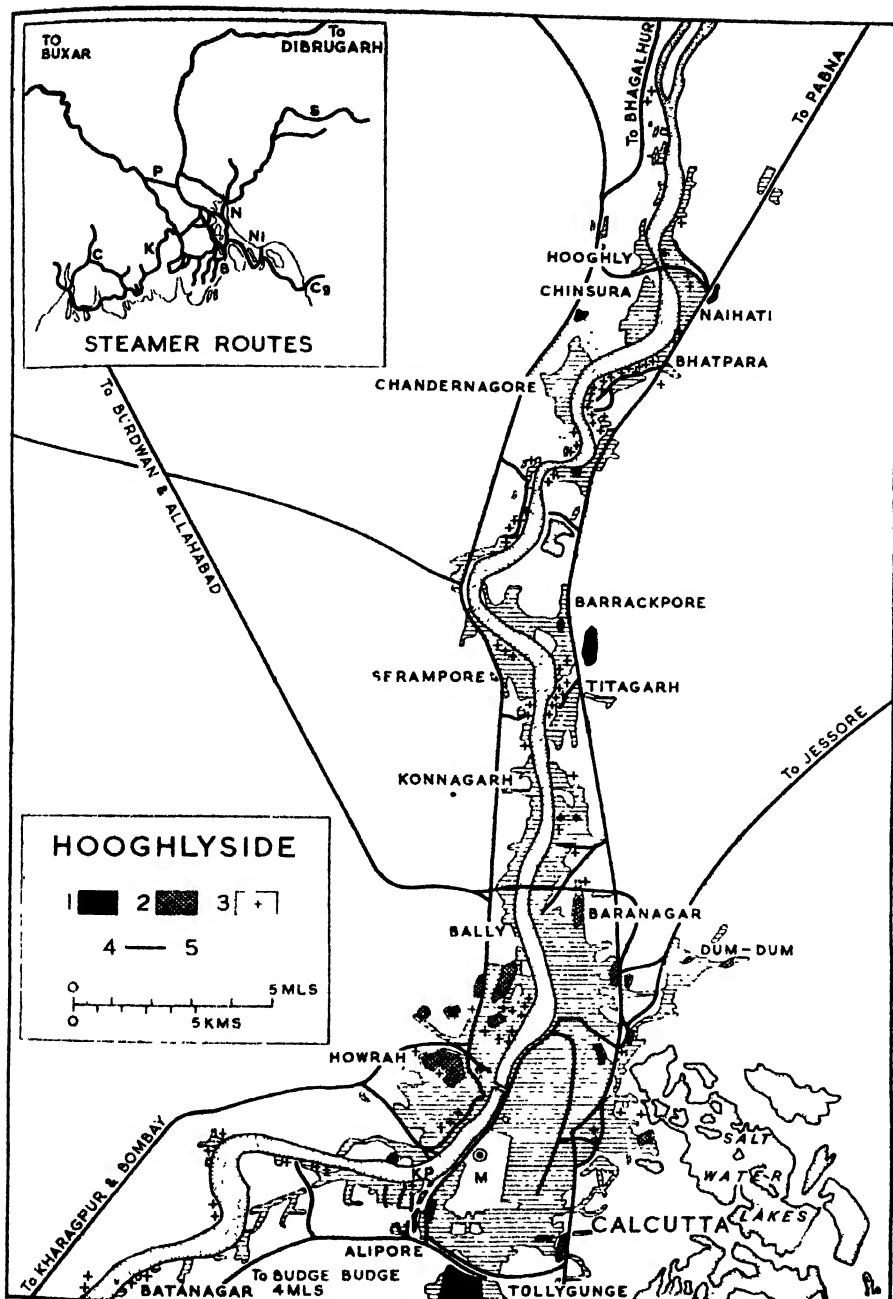 TO
BUXAR
To
DIBRUGARH
S
P
N
C
K
NI
B
Cg
STEAMER ROUTES
To BHAGALHUR
To PABNA
HOOGHLY
CHINSURA
NAIHATI
BHATPARA
CHANDERNAGORE
To BURDWAN & ALLAHABAD
BARRACKPORE
SERAMPORE
TITAGARH
To JESSORE
KONNAGARH
HOOGHLYSIDE
1 2 3 +
4 5
0 5 MLS
0 5 KMS
BARANAGAR
BALLY
DUM-DUM
HOWRAH
SALT
WATER
LAKES
KP
M
CALCUTTA
To KHARAGPUR & BOMBAY
ALIPORE
BATANAGAR
To BUDGE BUDGE
4 MLS
TOLLYGUNGE